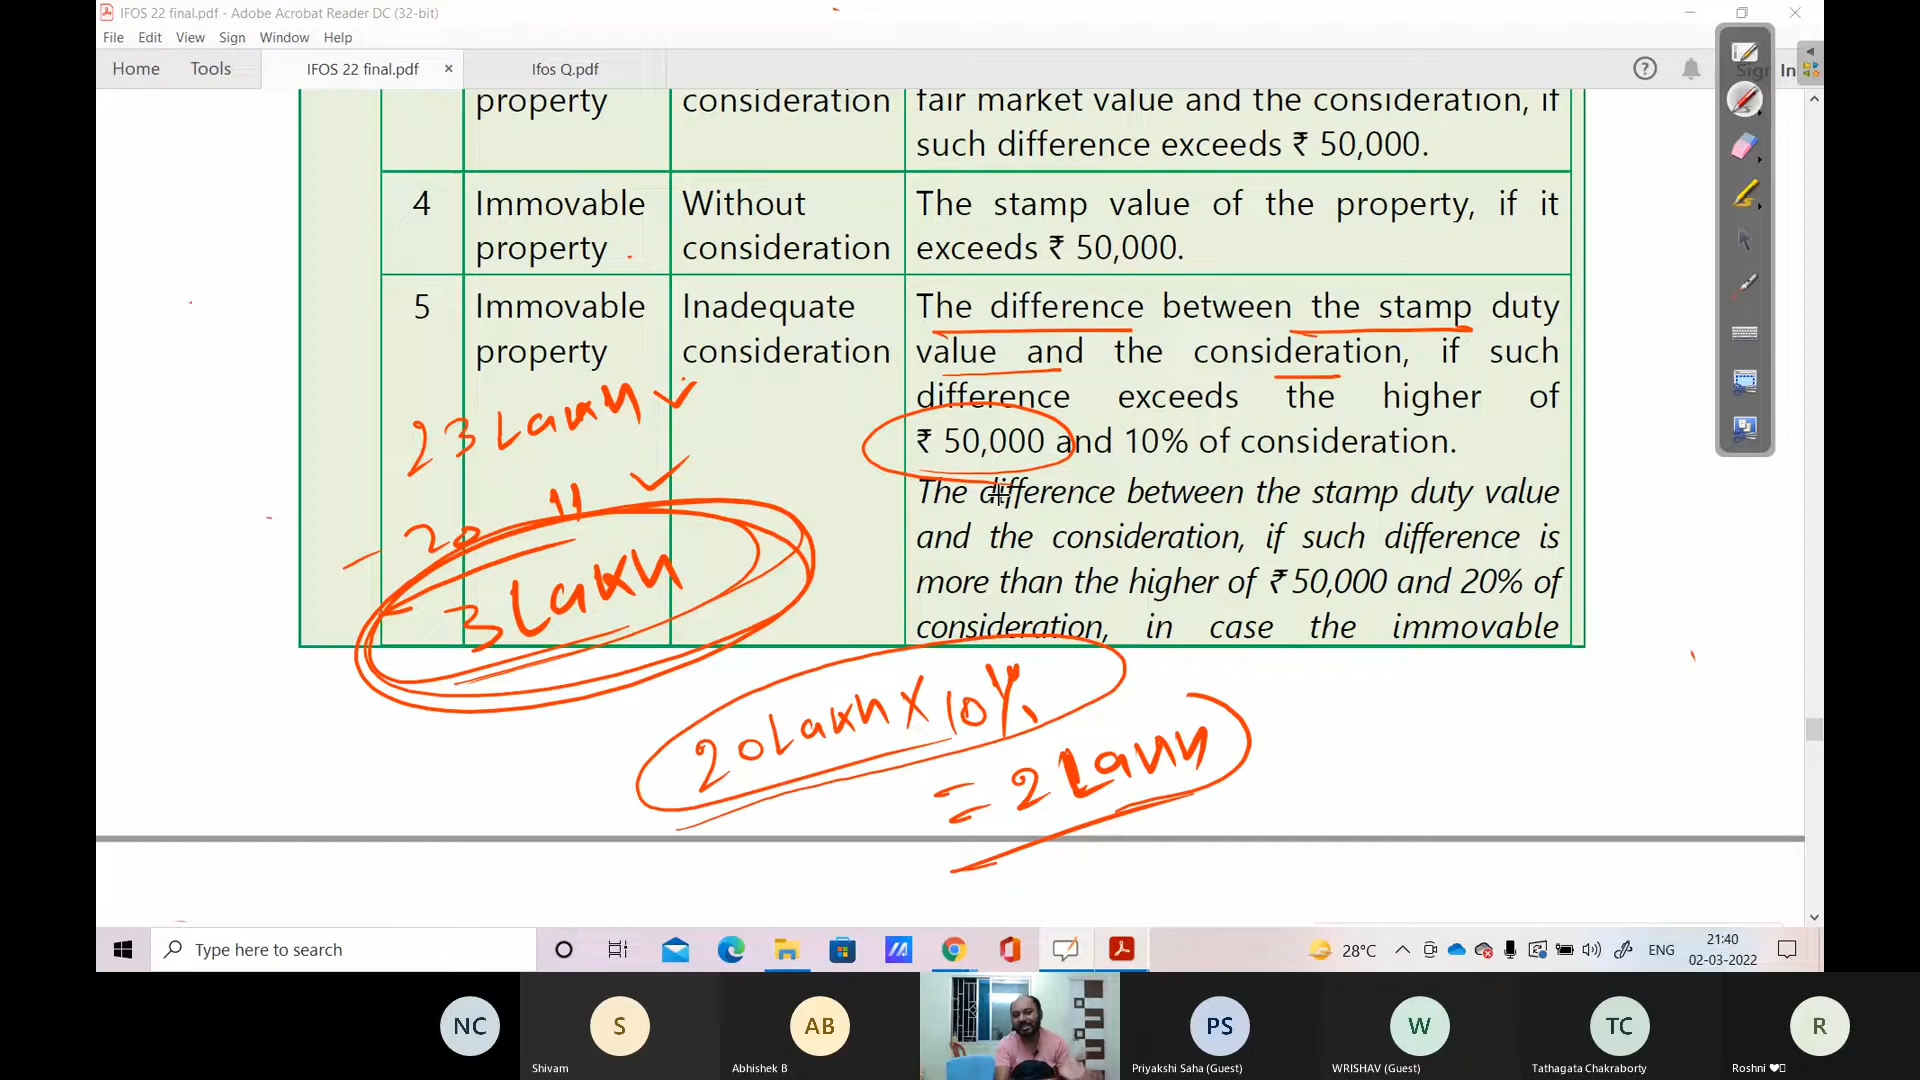 IFOS 22 final.pdf - Adobe Acrobat Reader DC (32-bit)
File Edit View Sign Window Help
Home Tools IFOS 22 final.pdf × Ifos Q.pdf Sign In
property consideration fair market value and the consideration, if
such difference exceeds ₹ 50,000.
4 Immovable Without The stamp value of the property, if it
property consideration exceeds ₹ 50,000.
5 Immovable Inadequate The difference between the stamp duty
property consideration value and the consideration, if such
difference exceeds the higher of
₹ 50,000 and 10% of consideration.
The difference between the stamp duty value
and the consideration, if such difference is
more than the higher of ₹ 50,000 and 20% of
consideration, in case the immovable
23 Lakh
- 20 "
3 Lakh
20 Lakh X 10%
= 2 Lakh
Type here to search 28°C ENG 21:40
02-03-2022
NC S AB PS W TC R
Shivam Abhishek B Priyakshi Saha (Guest) WRISHAV (Guest) Tathagata Chakraborty Roshni ❤